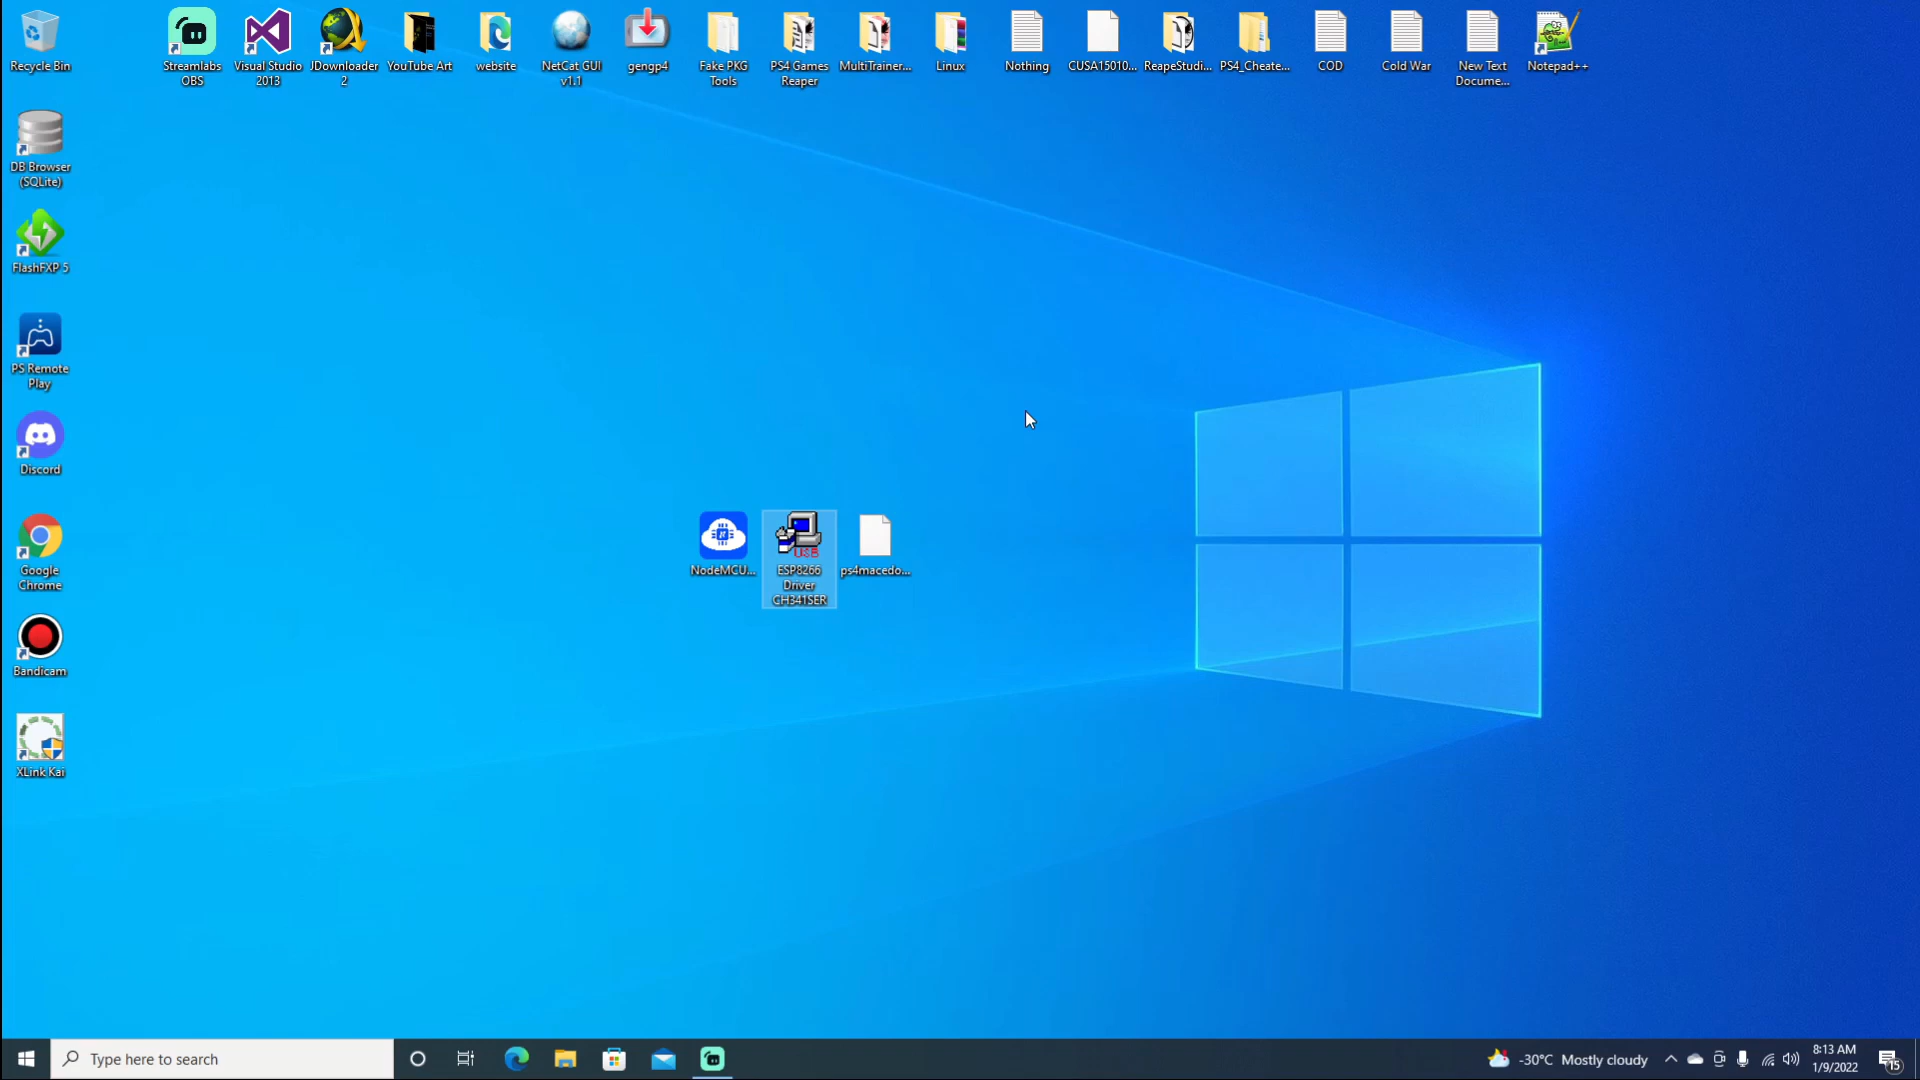 Recycle Bin
Streamlabs
OBS
Visual Studio
2013
JDownloader
2
YouTube Art
website
NetCat GUI
v1.1
gengp4
Fake PKG
Tools
PS4 Games
Reaper
MultiTrainer...
Linux
Nothing
CUSA15010...
ReapeStudi...
PS4_Cheate...
COD
Cold War
New Text
Docume...
Notepad++
DB Browser
(SQLite)
FlashFXP 5
PS Remote
Play
Discord
Google
Chrome
Bandicam
XLink Kai
NodeMCU...
USB
ESP8266
Driver
CH341SER
ps4macedo...
Type here to search
-30°C Mostly cloudy
8:13 AM
1/9/2022
15